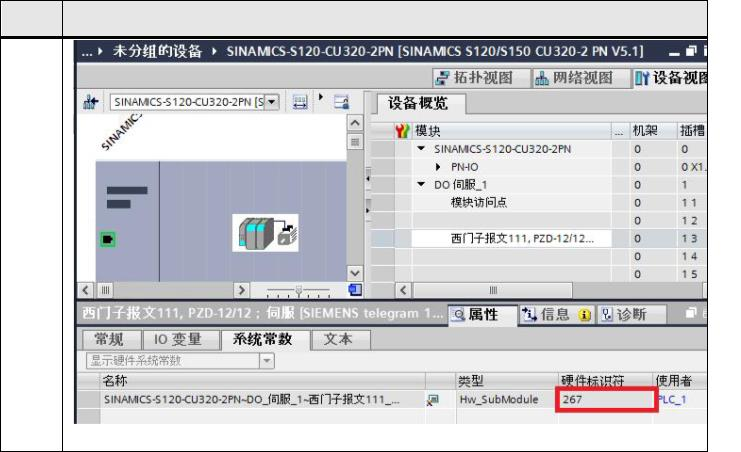 ... 未分组的设备 SINAMICS-S120-CU320-2PN [SINAMICS S120/S150 CU320-2 PN V5.1]
拓扑视图 网络视图 设备视图
SINAMICS-S120-CU320-2PN [S
设备概览
SINAMIC
模块 ... 机架 插槽
SINAMICS-S120-CU320-2PN 0 0
PN-IO 0 0 X1.
DO 伺服_1 0 1
模块访问点 0 1 1
0 1 2
西门子报文111, PZD-12/12... 0 1 3
0 1 4
0 1 5
西门子报文111, PZD-12/12 ; 伺服 [SIEMENS telegram 1... 属性 信息 诊断
常规 IO 变量 系统常数 文本
显示硬件系统常数
名称 类型 硬件标识符 使用者
SINAMICS-S120-CU320-2PN~DO_伺服_1~西门子报文111_... Hw_SubModule 267 PLC_1